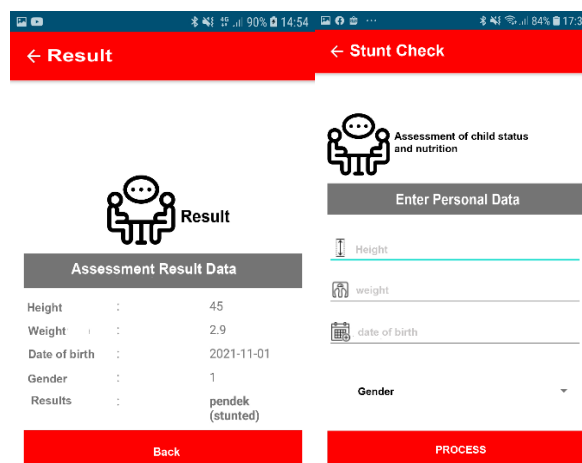 90% 14:54
← Result
Result
Assessment Result Data
Height : 45
Weight : 2.9
Date of birth : 2021-11-01
Gender : 1
Results : pendek
(stunted)
Back
84% 17:3
← Stunt Check
Assessment of child status
and nutrition
Enter Personal Data
Height
weight
date of birth
Gender
PROCESS